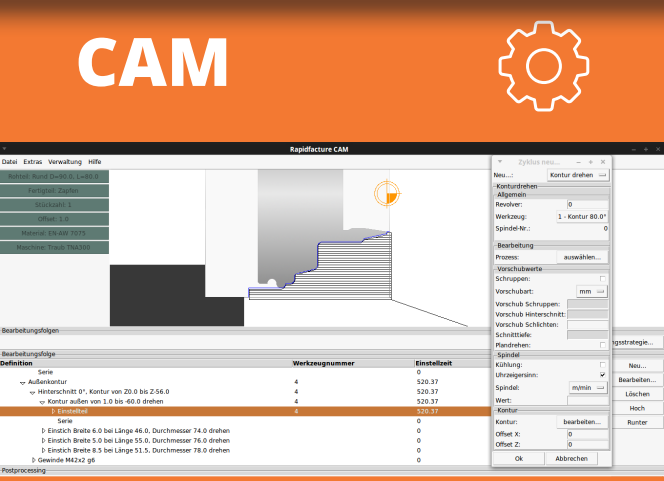 CAM
Rapidfacture CAM
Datei Extras Verwaltung Hilfe
Rohteil: Rund D=90.0, L=80.0
Fertigteil: Zapfen
Stückzahl: 1
Offset: 1.0
Material: EN-AW 7075
Maschine: Traub TNA300
Zyklus neu...
Neu...: Kontur drehen
Konturdrehen
Allgemein
Revolver: 0
Werkzeug: 1 - Kontur 80.0°
Spindel-Nr.: 0
Bearbeitung
Prozess: auswählen...
Vorschubwerte
Schruppen:
Vorschubart: mm
Vorschub Schruppen:
Vorschub Hinterschnitt:
Vorschub Schlichten:
Schnitttiefe:
Plandrehen:
Spindel
Kühlung:
Uhrzeigersinn:
Spindel: m/min
Wert:
Kontur
Kontur: bearbeiten...
Offset X: 0
Offset Z: 0
Ok Abbrechen
Bearbeitungsfolgen
ngsstrategie...
Bearbeitungsfolge
Definition Werkzeugnummer Einstellzeit
Serie 0
Außenkontur 4 520.37
Hinterschnitt 0°, Kontur von Z0.0 bis Z-56.0 4 520.37
Kontur außen von 1.0 bis -60.0 drehen 4 520.37
Einstellteil 4 520.37
Serie 0
Einstich Breite 6.0 bei Länge 46.0, Durchmesser 74.0 drehen 0
Einstich Breite 5.0 bei Länge 55.0, Durchmesser 76.0 drehen 0
Einstich Breite 8.5 bei Länge 51.5, Durchmesser 78.0 drehen 0
Gewinde M42x2 g6 0
Neu...
Bearbeiten...
Löschen
Hoch
Runter
Postprocessing